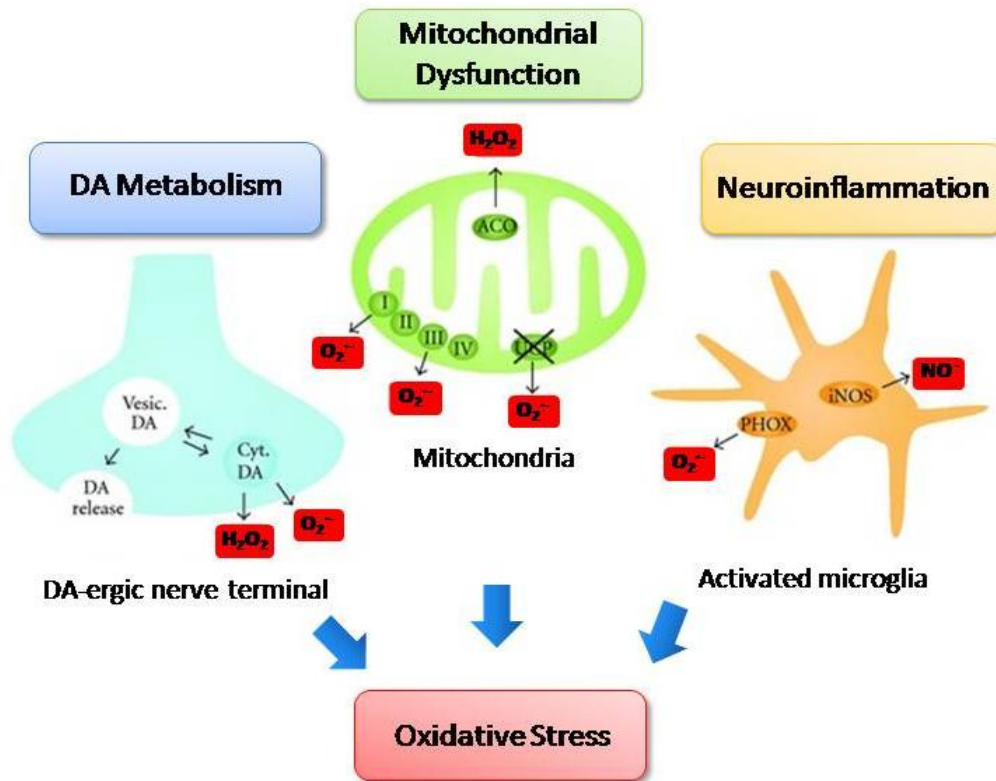 Mitochondrial
Dysfunction
DA Metabolism
Neuroinflammation
H₂O₂
ACO
I
II
III
IV
UCP
O₂•−
O₂•−
O₂•−
Mitochondria
Vesic.
DA
Cyt.
DA
DA
release
H₂O₂
O₂•−
DA-ergic nerve terminal
iNOS
NO•
PHOX
O₂•−
Activated microglia
Oxidative Stress